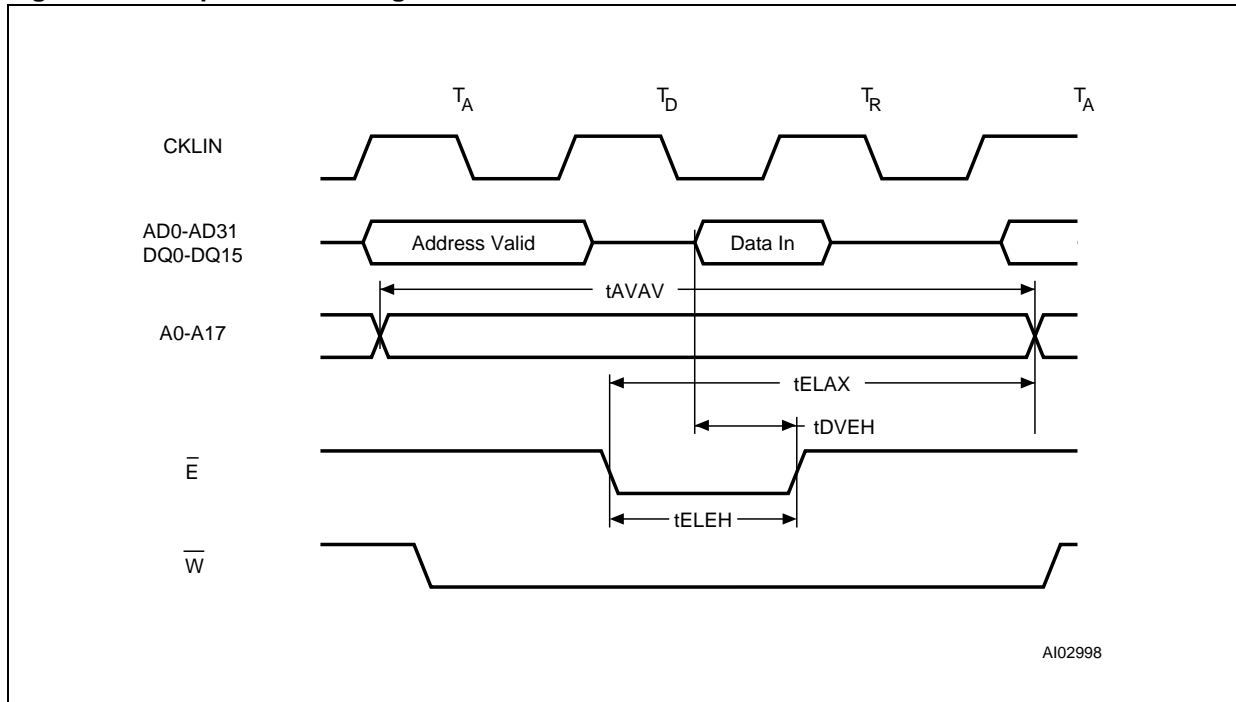 TA TD TR TA
CKLIN
AD0-AD31
DQ0-DQ15
Address Valid
Data In
tAVAV
A0-A17
tELAX
tDVEH
E
tELEH
W
AI02998